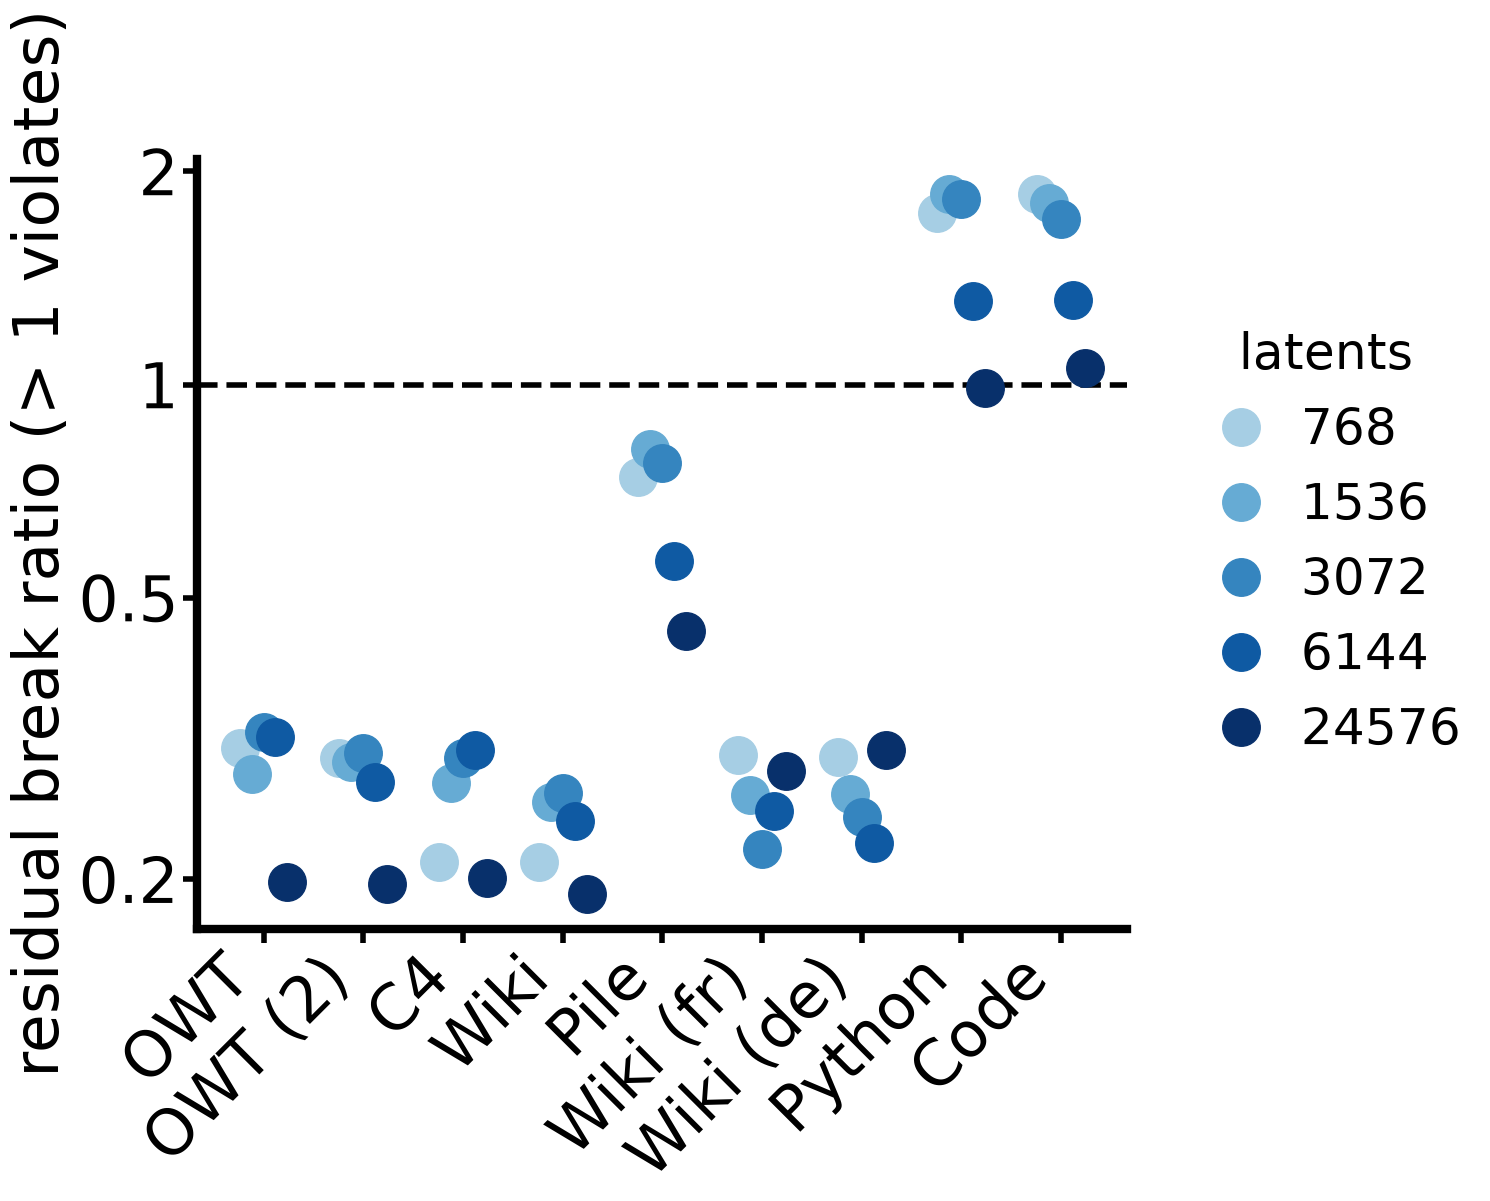 residual break ratio (> 1 violates)
2
1
0.5
0.2
OWT
OWT (2)
C4
Wiki
Pile
Wiki (fr)
Wiki (de)
Python
Code
latents
768
1536
3072
6144
24576